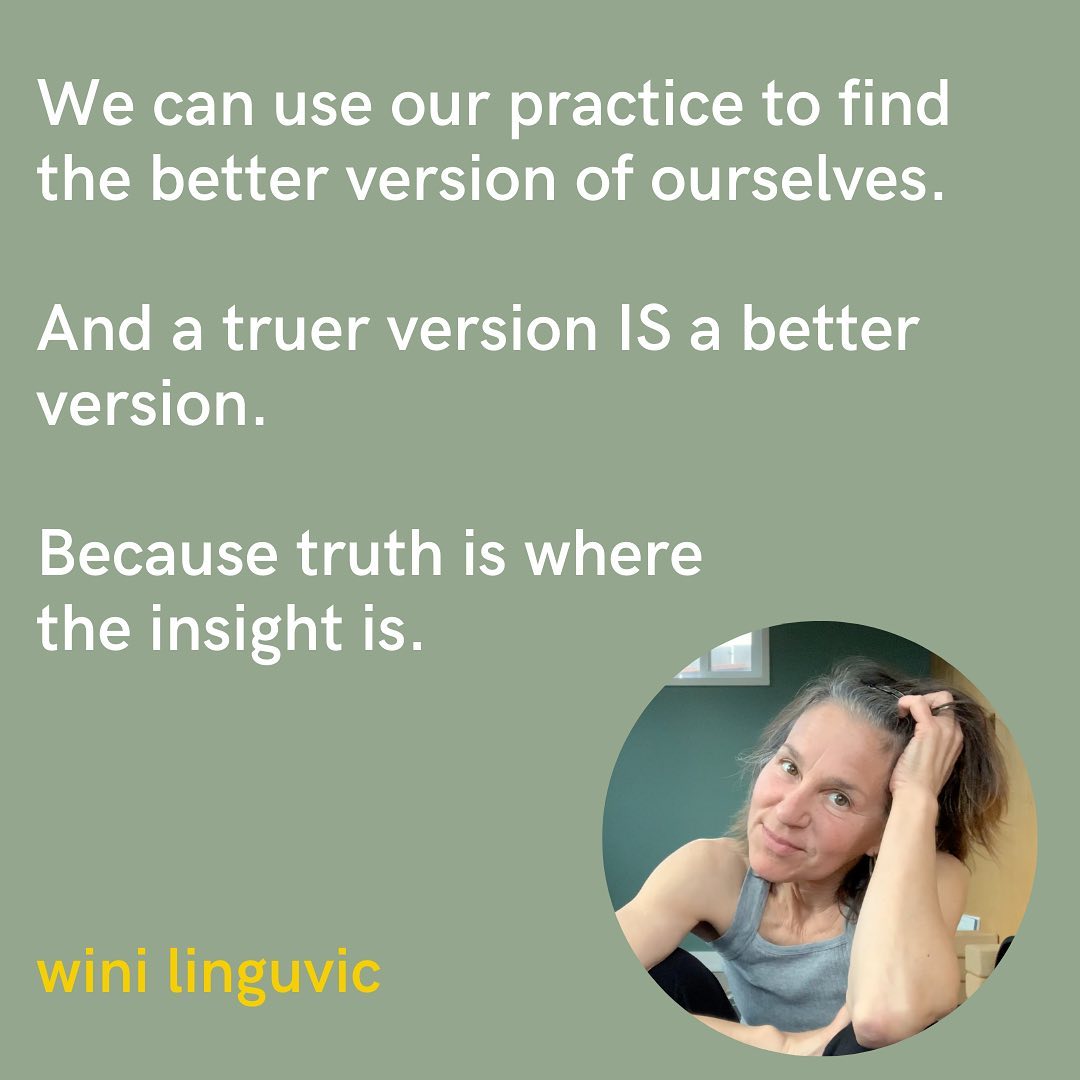 We can use our practice to find
the better version of ourselves.
And a truer version IS a better
version.
Because truth is where
the insight is.
wini linguvic